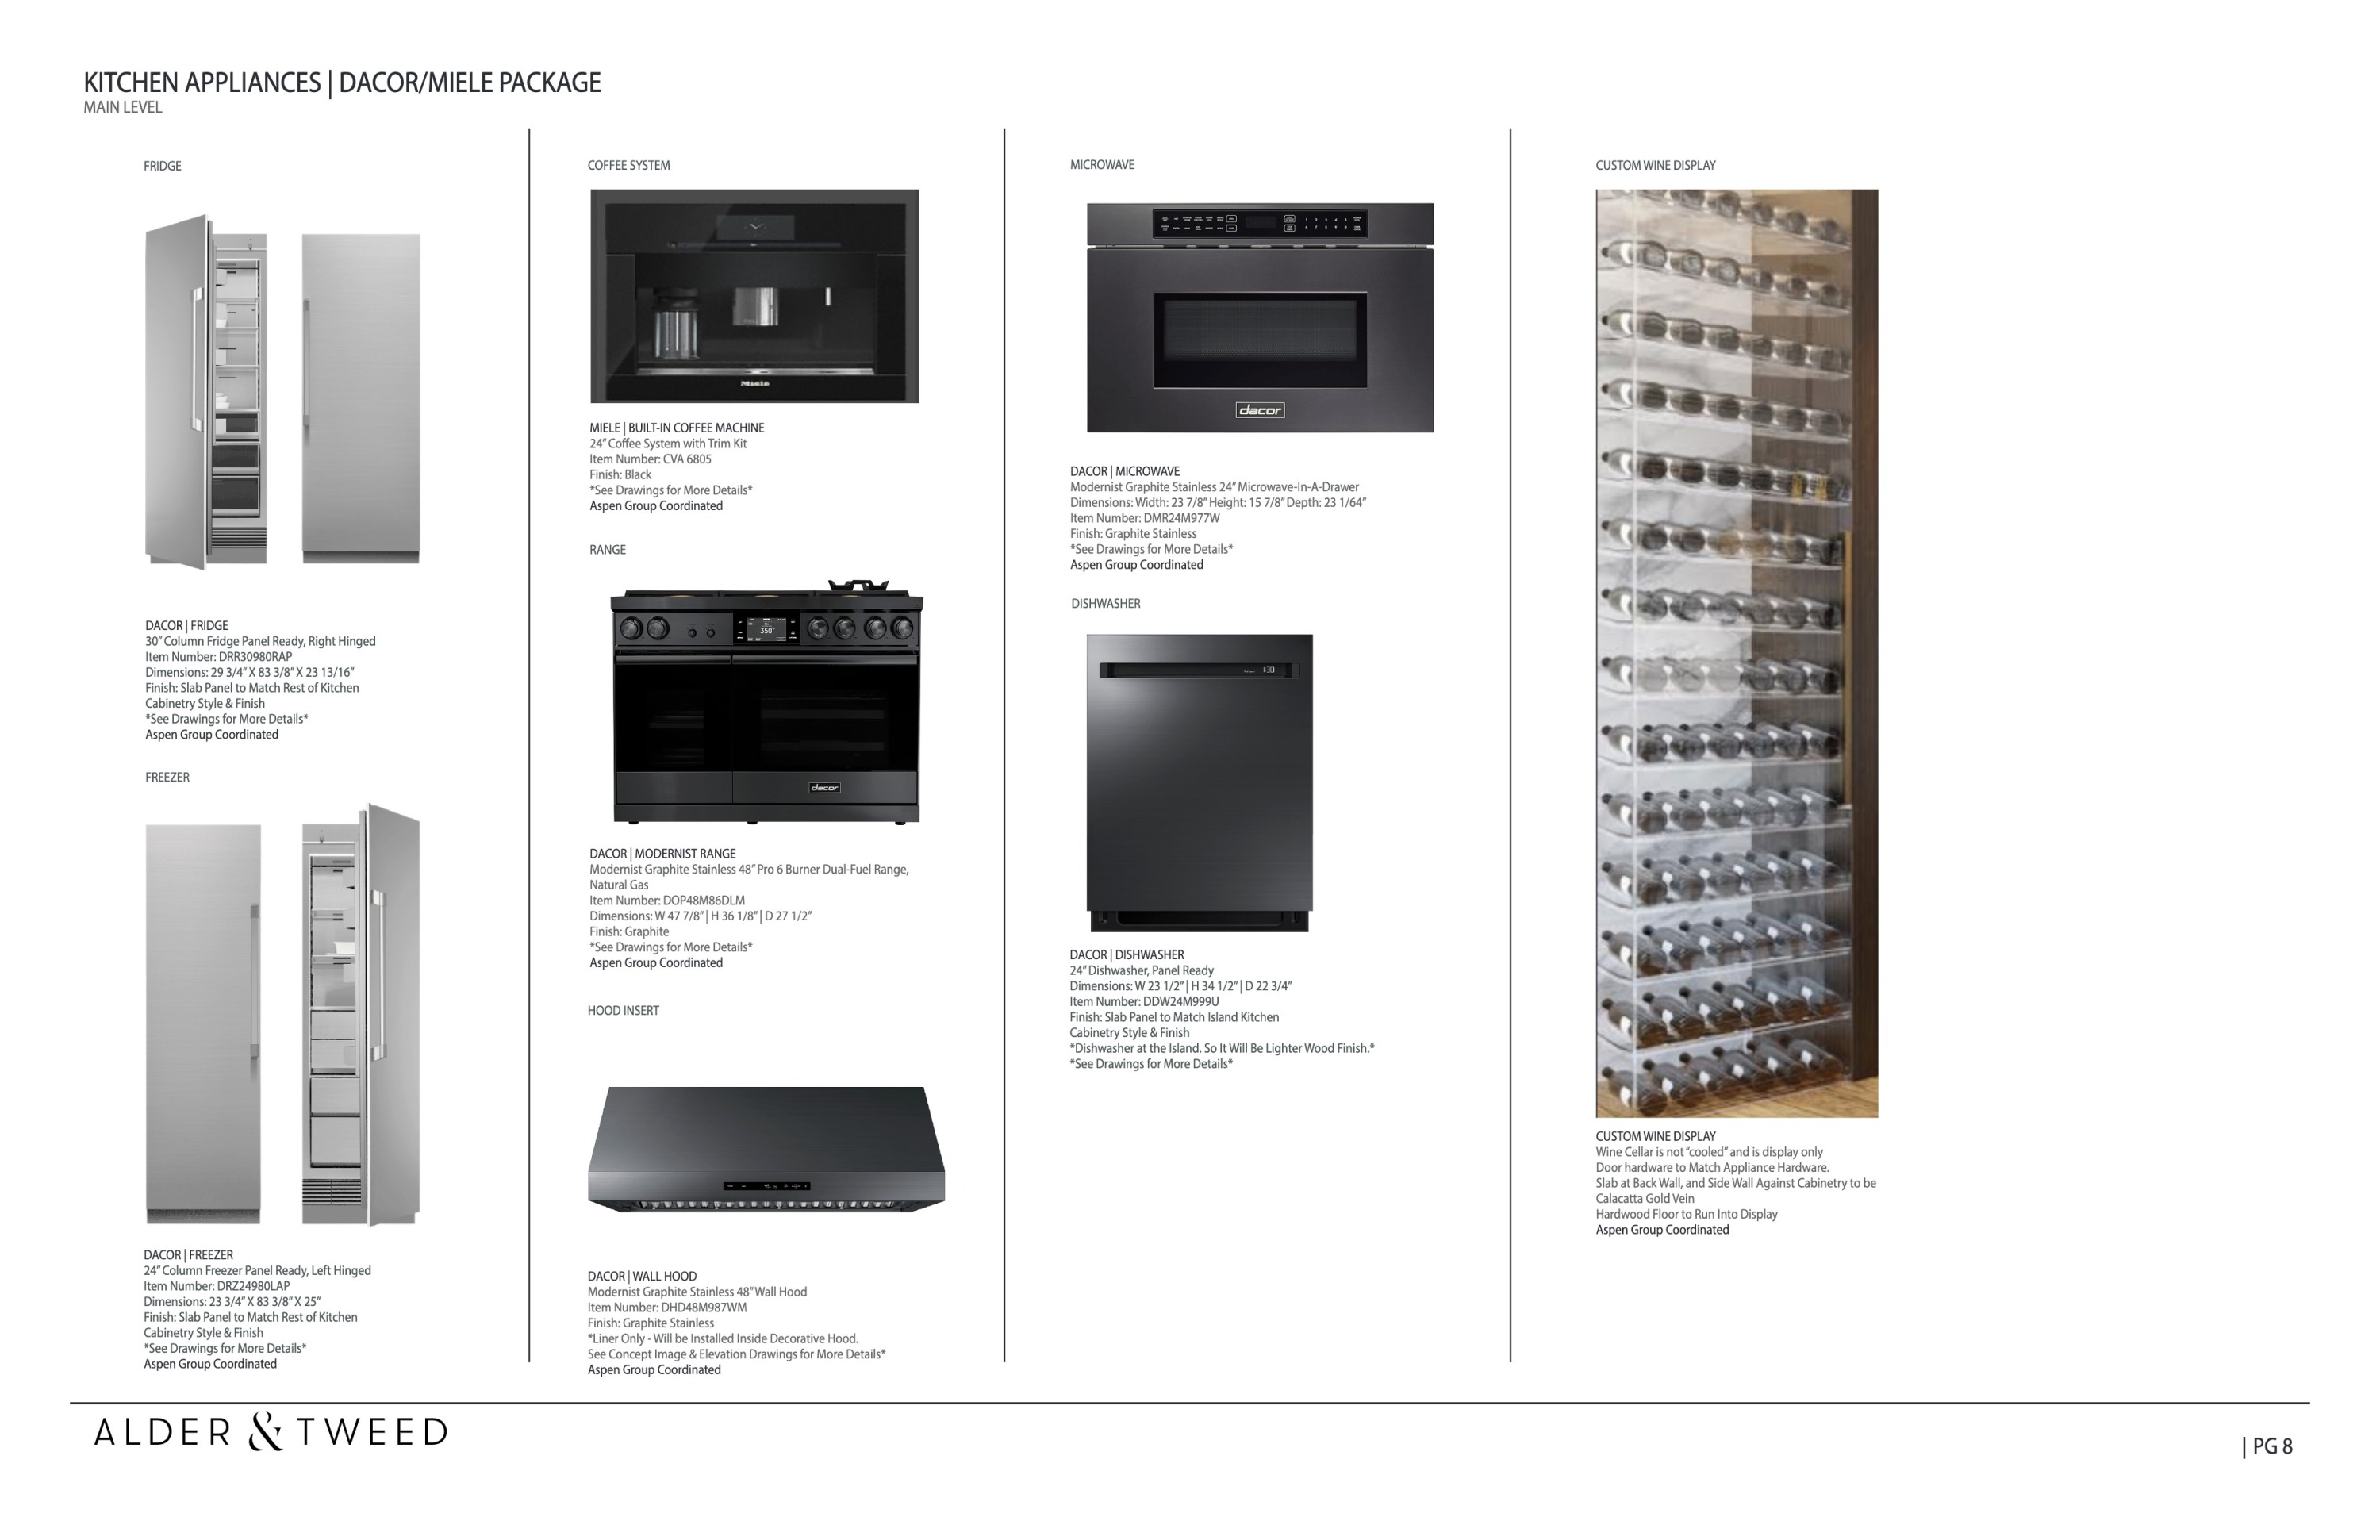 KITCHEN APPLIANCES | DACOR/MIELE PACKAGE
MAIN LEVEL
FRIDGE
DACOR | FRIDGE
30" Column Fridge Panel Ready, Right Hinged
Item Number: DRR30980RAP
Dimensions: 29 3/4" X 83 3/8" X 23 13/16"
Finish: Slab Panel to Match Rest of Kitchen
Cabinetry Style & Finish
*See Drawings for More Details*
Aspen Group Coordinated
FREEZER
DACOR | FREEZER
24" Column Freezer Panel Ready, Left Hinged
Item Number: DRZ24980LAP
Dimensions: 23 3/4" X 83 3/8" X 25"
Finish: Slab Panel to Match Rest of Kitchen
Cabinetry Style & Finish
*See Drawings for More Details*
Aspen Group Coordinated
COFFEE SYSTEM
Miele
MIELE | BUILT-IN COFFEE MACHINE
24" Coffee System with Trim Kit
Item Number: CVA 6805
Finish: Black
*See Drawings for More Details*
Aspen Group Coordinated
RANGE
350°
dacor
DACOR | MODERNIST RANGE
Modernist Graphite Stainless 48" Pro 6 Burner Dual-Fuel Range,
Natural Gas
Item Number: DOP48M86DLM
Dimensions: W 47 7/8" | H 36 1/8" | D 27 1/2"
Finish: Graphite
*See Drawings for More Details*
Aspen Group Coordinated
HOOD INSERT
DACOR | WALL HOOD
Modernist Graphite Stainless 48" Wall Hood
Item Number: DHD48M987WM
Finish: Graphite Stainless
*Liner Only - Will be Installed Inside Decorative Hood.
See Concept Image & Elevation Drawings for More Details*
Aspen Group Coordinated
MICROWAVE
dacor
DACOR | MICROWAVE
Modernist Graphite Stainless 24" Microwave-In-A-Drawer
Dimensions: Width: 23 7/8" Height: 15 7/8" Depth: 23 1/64"
Item Number: DMR24M977W
Finish: Graphite Stainless
*See Drawings for More Details*
Aspen Group Coordinated
DISHWASHER
DACOR | DISHWASHER
24" Dishwasher, Panel Ready
Dimensions: W 23 1/2" | H 34 1/2" | D 22 3/4"
Item Number: DDW24M999U
Finish: Slab Panel to Match Island Kitchen
Cabinetry Style & Finish
*Dishwasher at the Island. So It Will Be Lighter Wood Finish.*
*See Drawings for More Details*
CUSTOM WINE DISPLAY
CUSTOM WINE DISPLAY
Wine Cellar is not "cooled" and is display only
Door hardware to Match Appliance Hardware.
Slab at Back Wall, and Side Wall Against Cabinetry to be
Calacatta Gold Vein
Hardwood Floor to Run Into Display
Aspen Group Coordinated
ALDER & TWEED
| PG 8